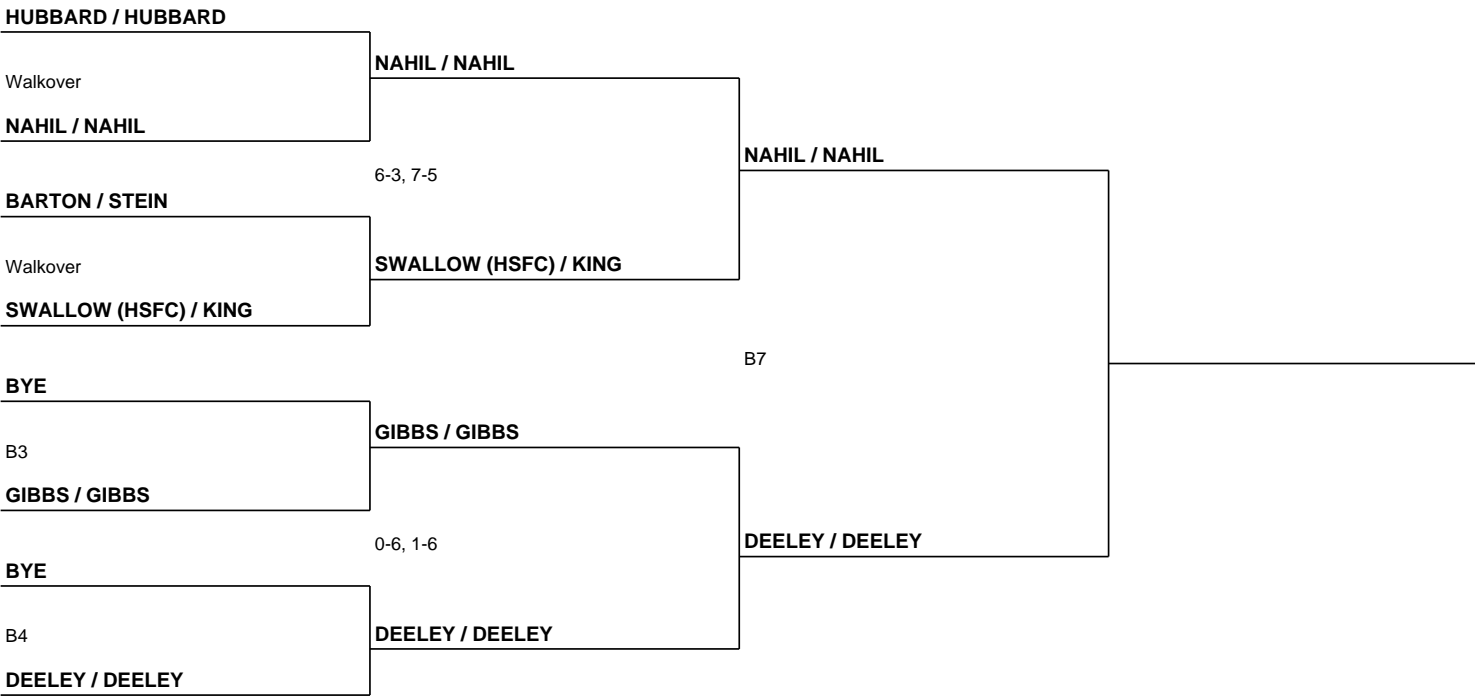 HUBBARD / HUBBARD
Walkover
NAHIL / NAHIL
NAHIL / NAHIL
6-3, 7-5
BARTON / STEIN
Walkover
SWALLOW (HSFC) / KING
SWALLOW (HSFC) / KING
NAHIL / NAHIL
B7
BYE
B3
GIBBS / GIBBS
GIBBS / GIBBS
0-6, 1-6
BYE
B4
DEELEY / DEELEY
DEELEY / DEELEY
DEELEY / DEELEY